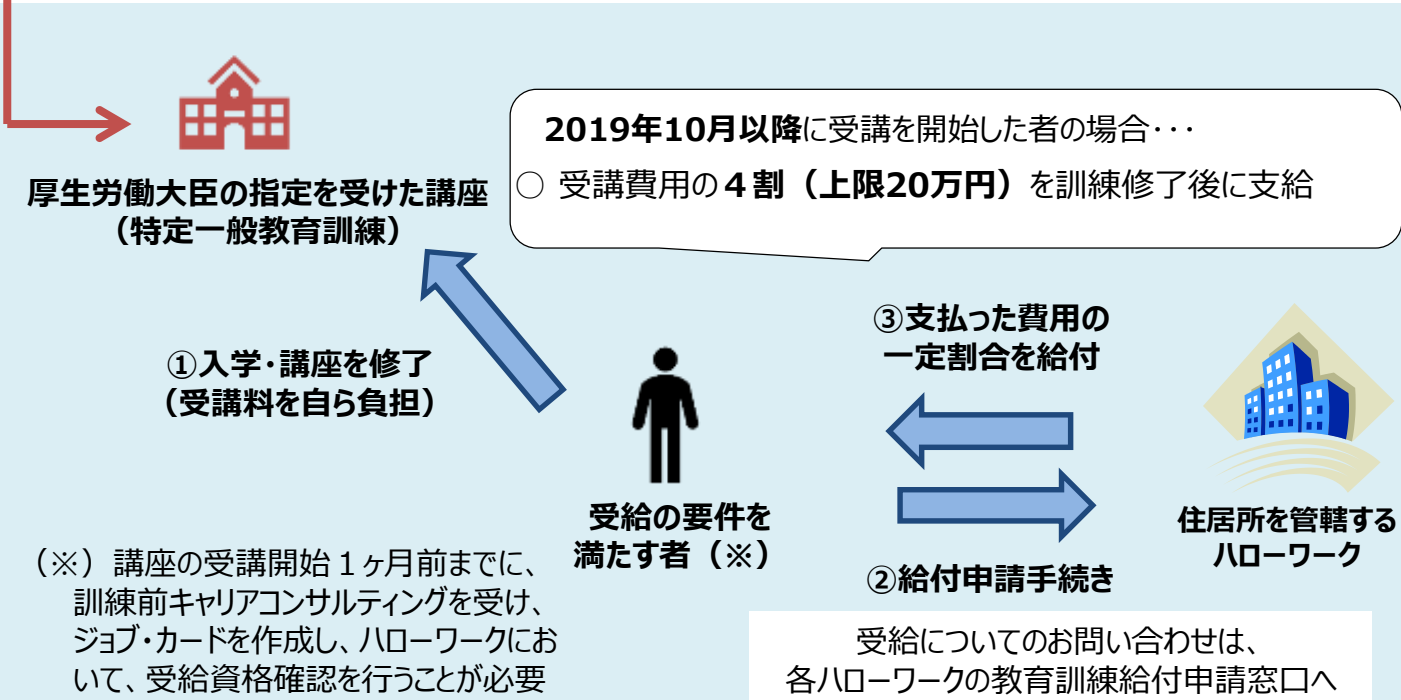 2019年10月以降に受講を開始した者の場合･･･
○ 受講費用の４割（上限20万円）を訓練修了後に支給
厚生労働大臣の指定を受けた講座
（特定一般教育訓練）
①入学・講座を修了
（受講料を自ら負担）
③支払った費用の
一定割合を給付
受給の要件を
満たす者（※）
住居所を管轄する
ハローワーク
②給付申請手続き
（※）講座の受講開始１ヶ月前までに、
訓練前キャリアコンサルティングを受け、
ジョブ・カードを作成し、ハローワークにお
いて、受給資格確認を行うことが必要
受給についてのお問い合わせは、
各ハローワークの教育訓練給付申請窓口へ